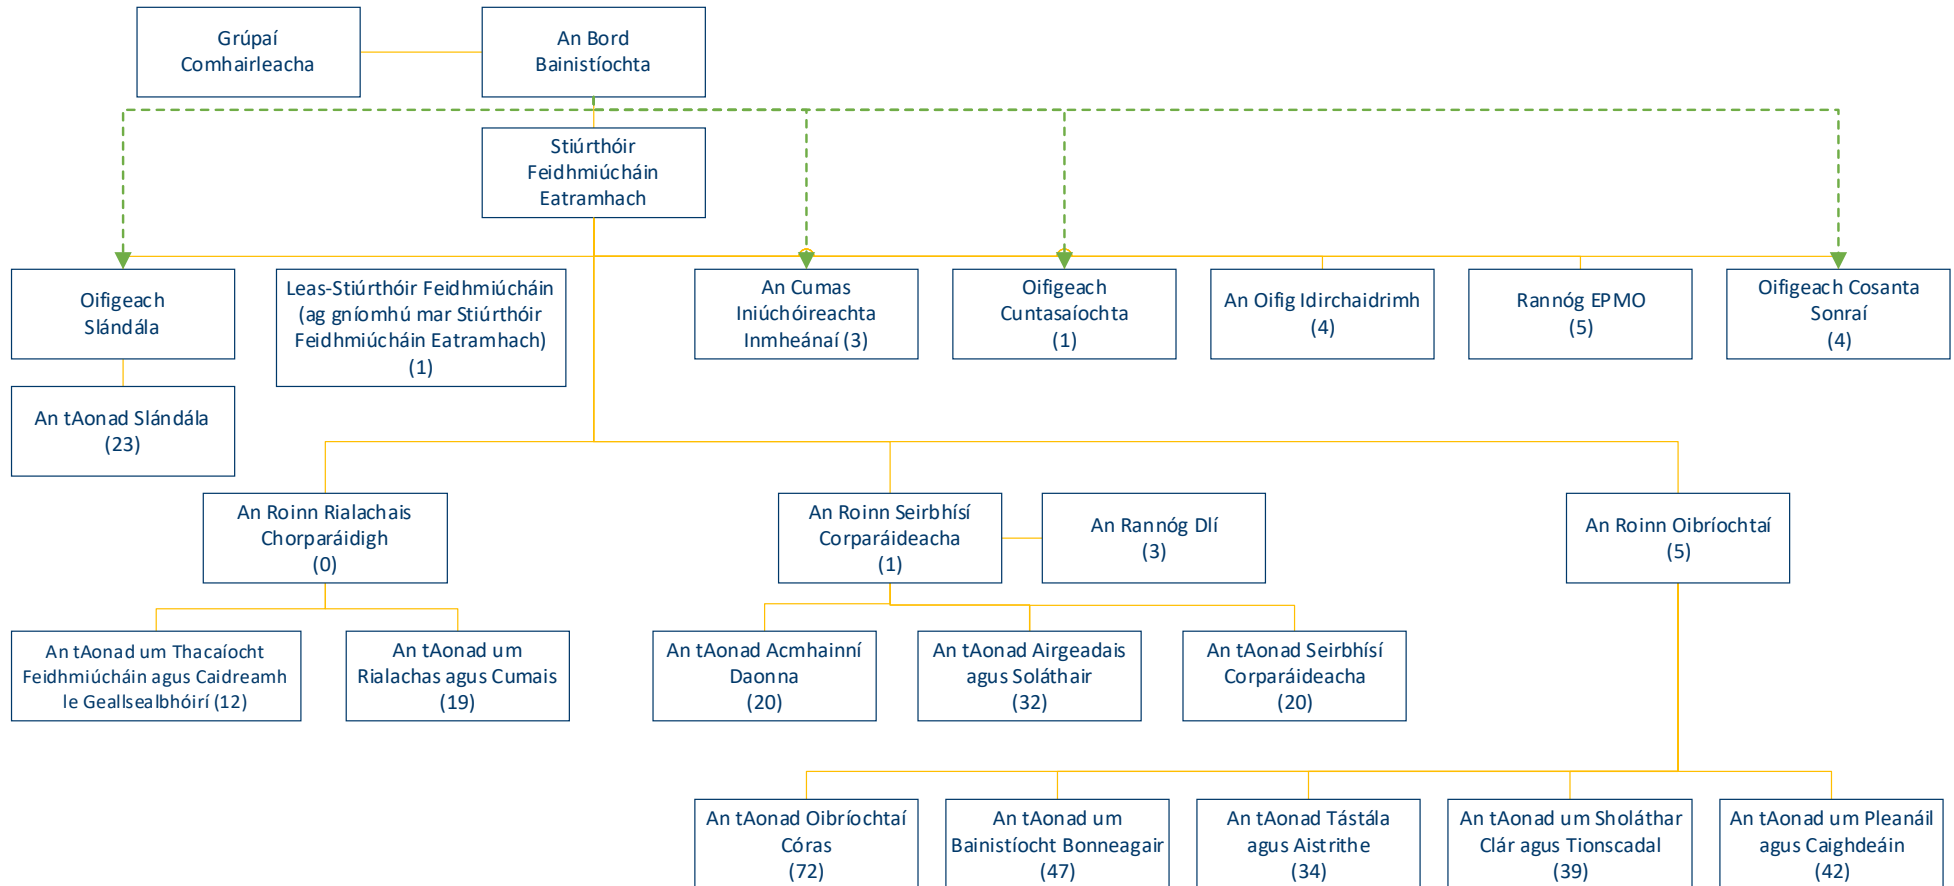 Grúpaí
Comhairleacha
An Bord
Bainistíochta
Stiúrthóir
Feidhmiúcháin
Eatramhach
Oifigeach
Slándála
Leas-Stiúrthóir Feidhmiúcháin
(ag gníomhú mar Stiúrthóir
Feidhmiúcháin Eatramhach)
(1)
An Cumas
Iniúchóireachta
Inmheánaí (3)
Oifigeach
Cuntasaíochta
(1)
An Oifig Idirchaidrimh
(4)
Rannóg EPMO
(5)
Oifigeach Cosanta
Sonraí
(4)
An tAonad Slándála
(23)
An Roinn Rialachais
Chorparáidigh
(0)
An Roinn Seirbhísí
Corparáideacha
(1)
An Rannóg Dlí
(3)
An Roinn Oibríochtaí
(5)
An tAonad um Thacaíocht
Feidhmiúcháin agus Caidreamh
le Geallsealbhóirí (12)
An tAonad um
Rialachas agus Cumais
(19)
An tAonad Acmhainní
Daonna
(20)
An tAonad Airgeadais
agus Soláthair
(32)
An tAonad Seirbhísí
Corparáideacha
(20)
An tAonad Oibríochtaí
Córas
(72)
An tAonad um
Bainistíocht Bonneagair
(47)
An tAonad Tástála
agus Aistrithe
(34)
An tAonad um Sholáthar
Clár agus Tionscadal
(39)
An tAonad um Pleanáil
agus Caighdeáin
(42)